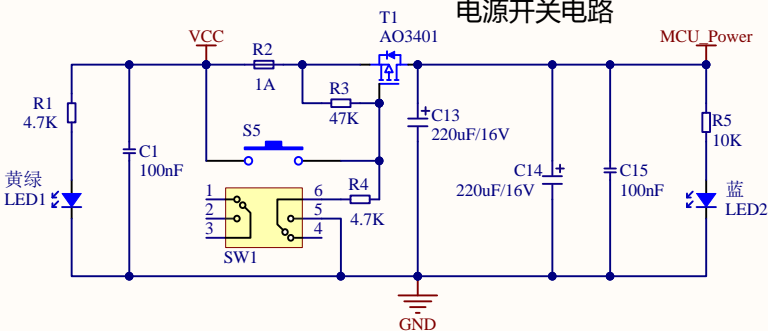 电源开关电路
T1
AO3401
VCC
MCU_Power
R2
1A
R3
47K
R1
4.7K
C13
220uF/16V
R5
10K
S5
C1
100nF
C14
220uF/16V
C15
100nF
黄绿
LED1
蓝
LED2
1
2
3
6
5
4
R4
4.7K
SW1
GND